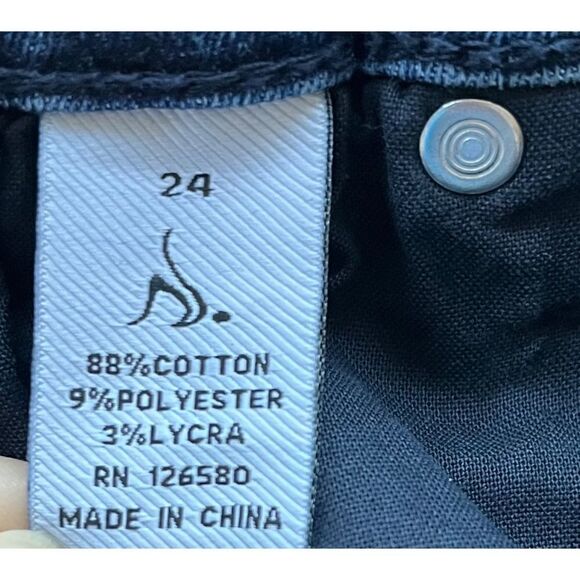 24
88%COTTON
9%POLYESTER
3%LYCRA
RN 126580
MADE IN CHINA